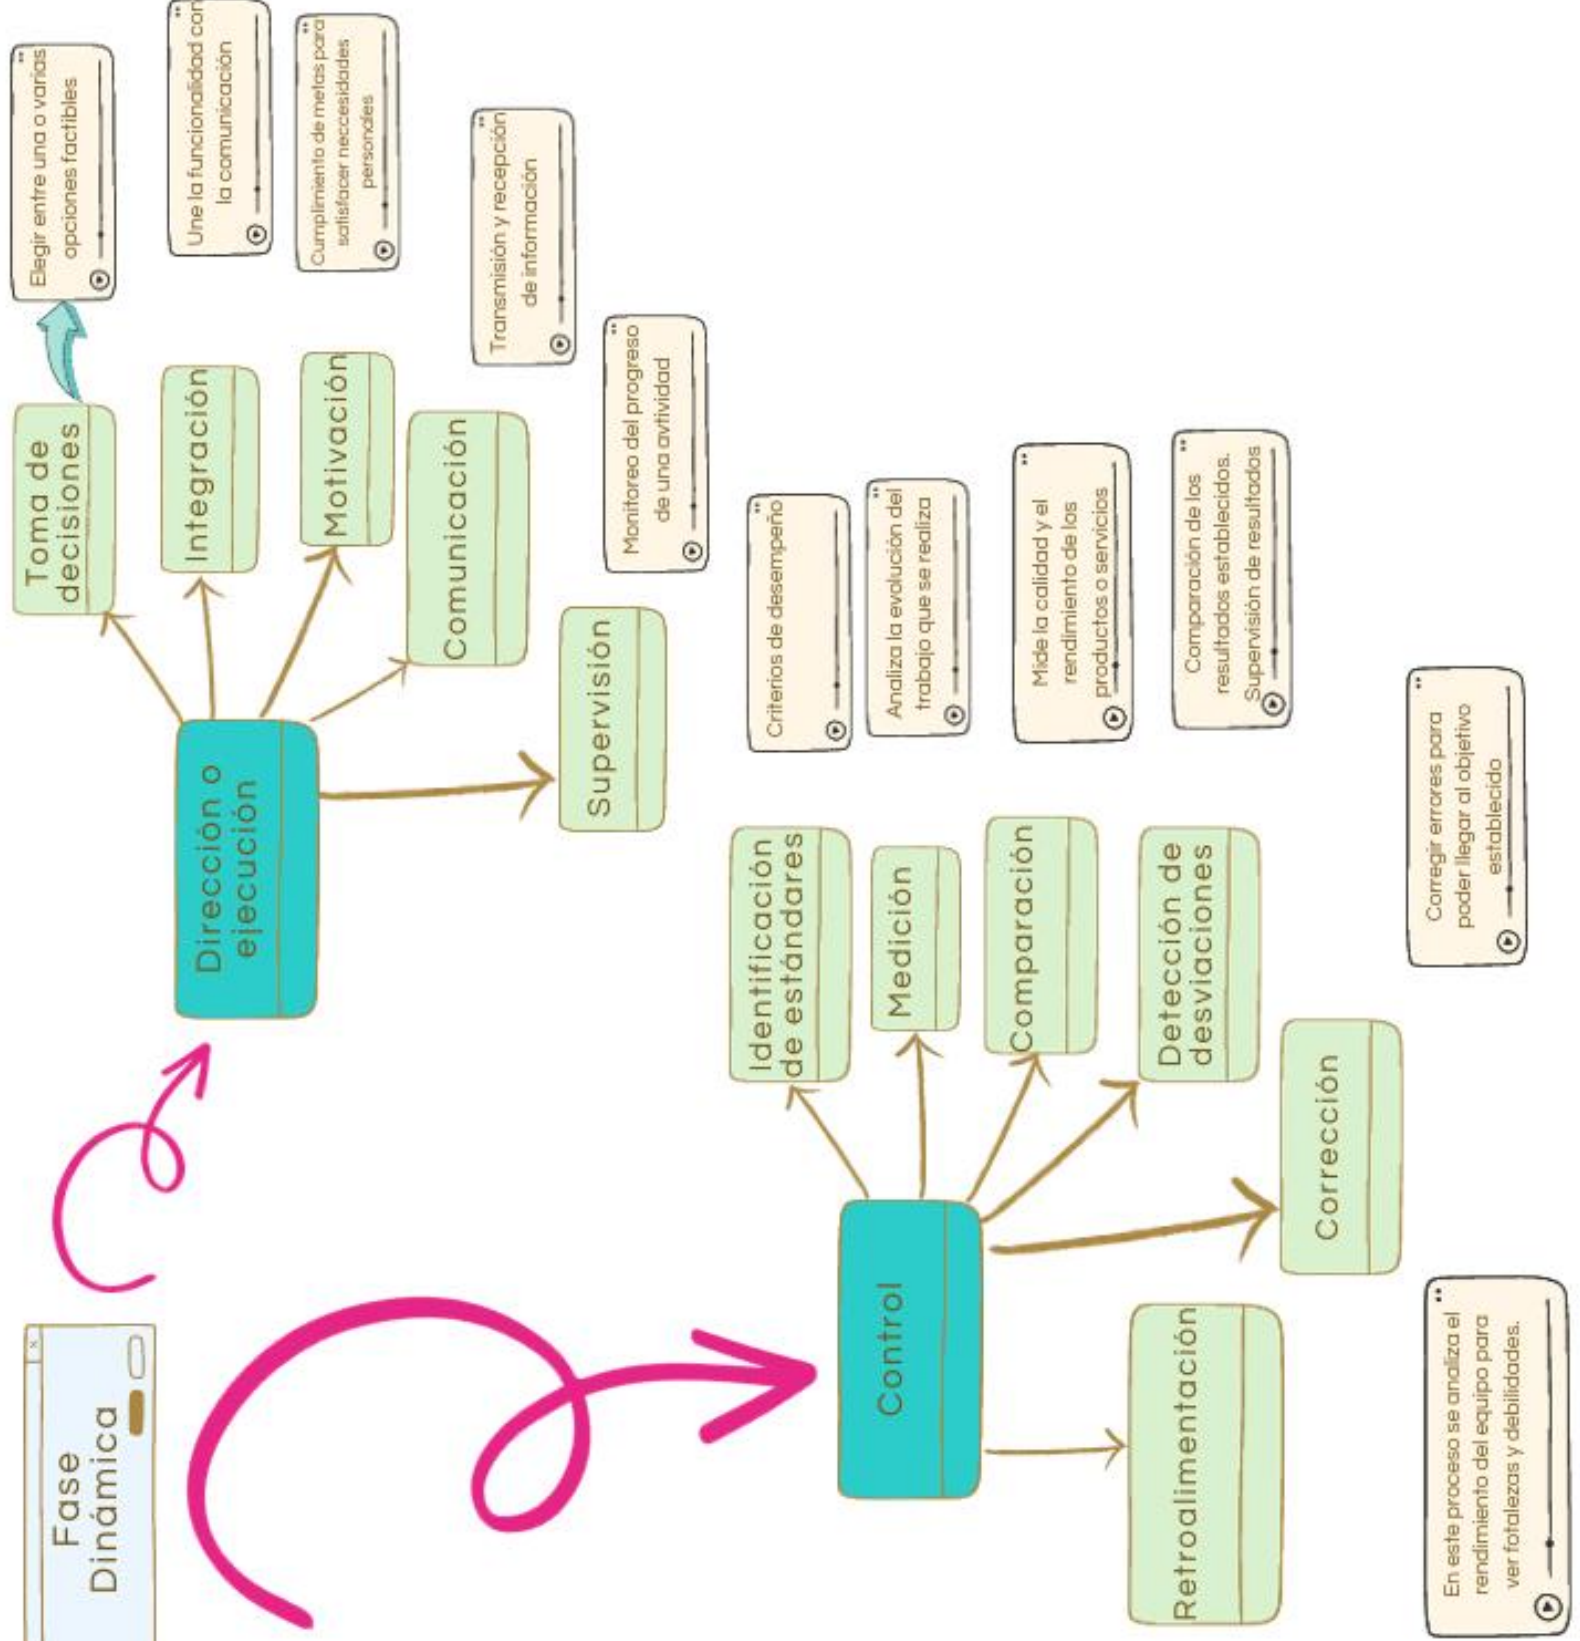 Fase
Dinámica
x
Dirección o
ejecución
Toma de
decisiones
Elegir entre una o varias
opciones factibles
Integración
Une la funcionalidad con
la comunicación
Motivación
Cumplimiento de metas para
satisfacer neccesidades
personales
Comunicación
Transmisión y recepción
de información
Supervisión
Monitoreo del progreso
de una avtividad
Control
Identificación
de estándares
Criterios de desempeño
Medición
Analiza la evolución del
trabajo que se realiza
Comparación
Mide la calidad y el
rendimiento de los
productos o servicios
Detección de
desviaciones
Comparación de los
resultados establecidos.
Supervisión de resultados
Corrección
Corregir errores para
poder llegar al objetivo
establecido
Retroalimentación
En este proceso se analiza el
rendimiento del equipo para
ver fotalezas y debilidades.